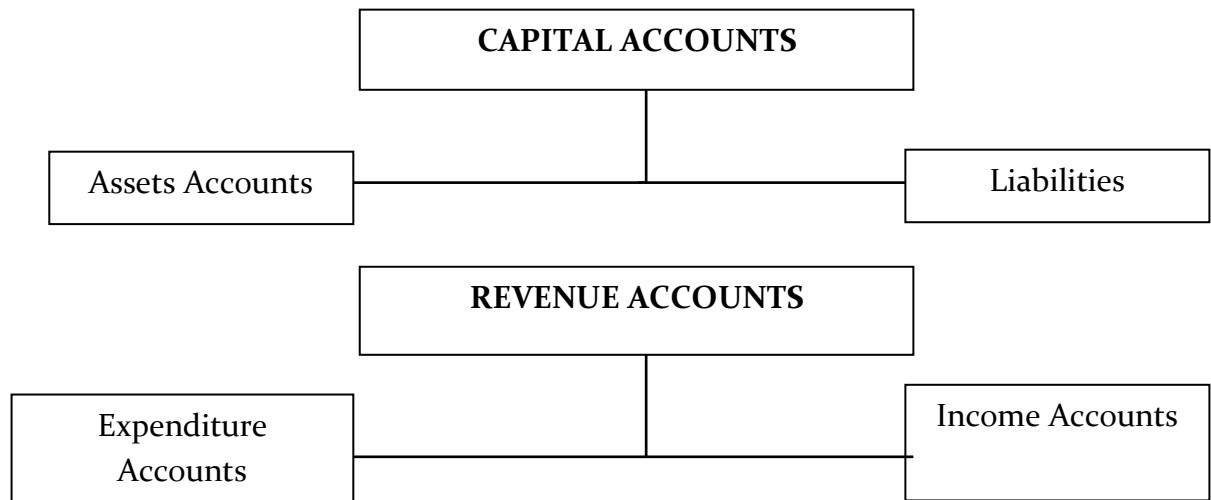 CAPITAL ACCOUNTS
Assets Accounts
Liabilities
REVENUE ACCOUNTS
Expenditure
Accounts
Income Accounts